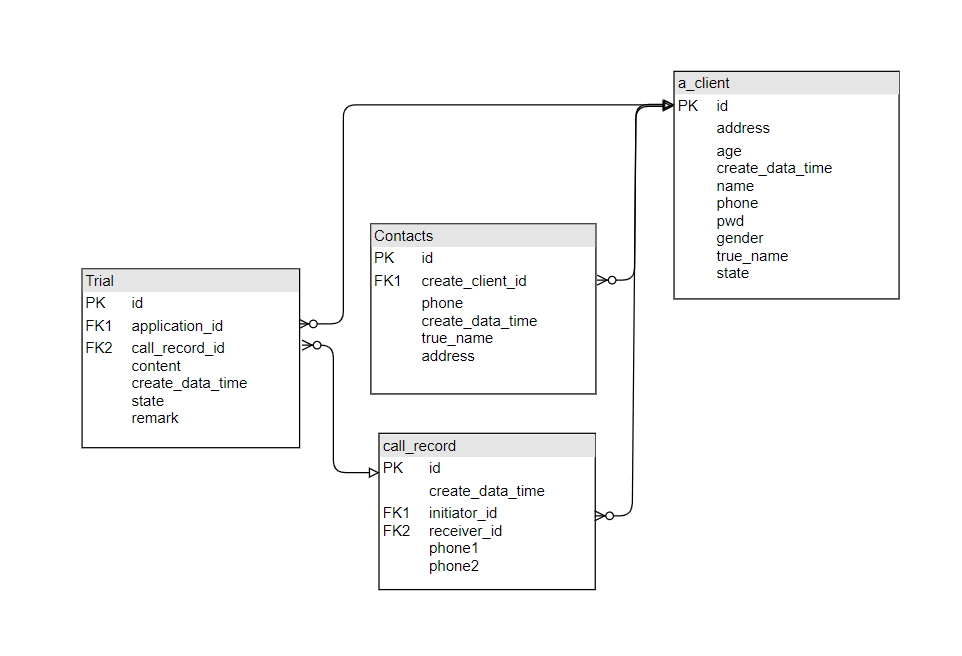 a_client
PK id
address
age
create_data_time
name
phone
pwd
gender
true_name
state
Contacts
PK id
FK1 create_client_id
phone
create_data_time
true_name
address
Trial
PK id
FK1 application_id
FK2 call_record_id
content
create_data_time
state
remark
call_record
PK id
create_data_time
FK1 initiator_id
FK2 receiver_id
phone1
phone2